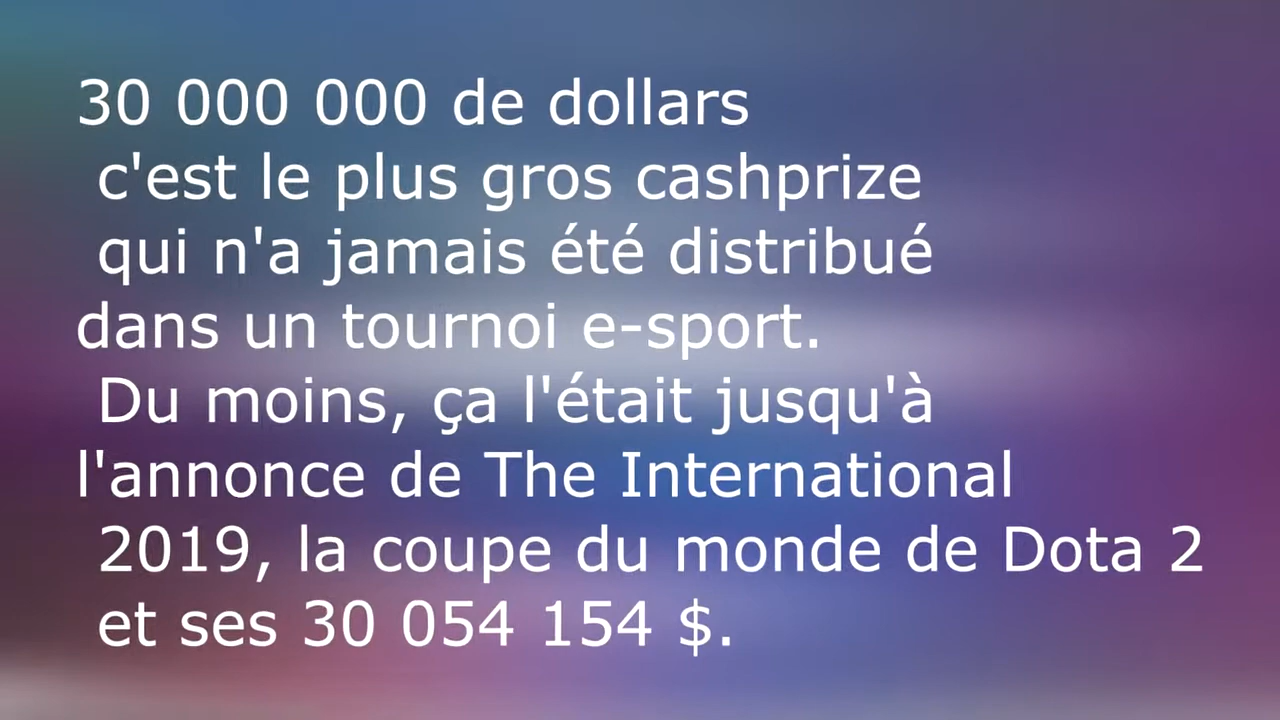 30 000 000 de dollars
c'est le plus gros cashprize
qui n'a jamais été distribué
dans un tournoi e-sport.
Du moins, ça l'était jusqu'à
l'annonce de The International
2019, la coupe du monde de Dota 2
et ses 30 054 154 $.